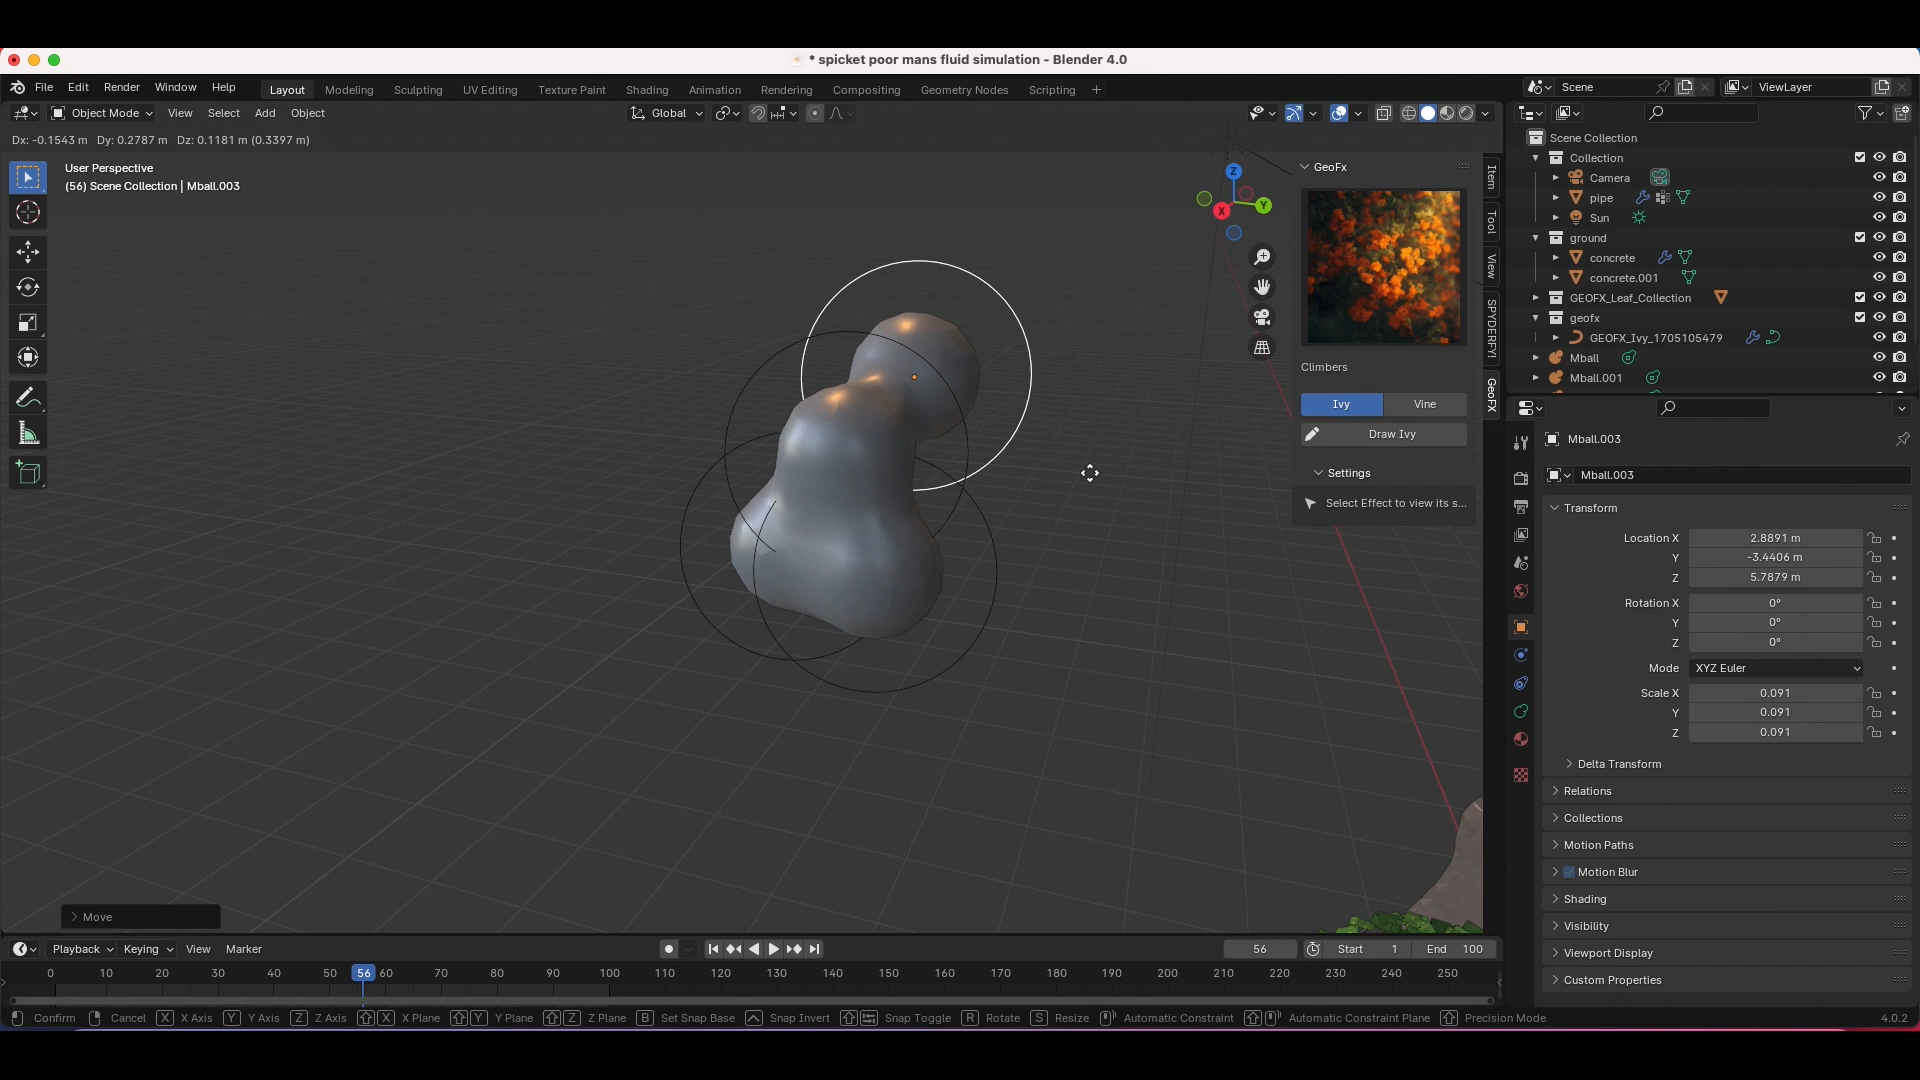 * spicket poor mans fluid simulation - Blender 4.0
File Edit Render Window Help Layout Modeling Sculpting UV Editing Texture Paint Shading Animation Rendering Compositing Geometry Nodes Scripting + Scene ViewLayer
Object Mode View Select Add Object Global
Dx: -0.1543 m Dy: 0.2787 m Dz: 0.1181 m (0.3397 m)
User Perspective
(56) Scene Collection | Mball.003
Z
Y
X
GeoFx
Climbers
Ivy Vine
Draw Ivy
Settings
Select Effect to view its s...
Item
Tool
View
SPYDERFY!
GeoFX
Scene Collection
Collection
Camera
pipe
Sun
ground
concrete
concrete.001
GEOFX_Leaf_Collection
geofx
GEOFX_Ivy_1705105479
Mball
Mball.001
Mball.003
Mball.003
Transform
Location X 2.8891 m
Y -3.4406 m
Z 5.7879 m
Rotation X 0°
Y 0°
Z 0°
Mode XYZ Euler
Scale X 0.091
Y 0.091
Z 0.091
Delta Transform
Relations
Collections
Motion Paths
Motion Blur
Shading
Visibility
Viewport Display
Custom Properties
Move
Playback Keying View Marker 56 Start 1 End 100
0 10 20 30 40 50 56 60 70 80 90 100 110 120 130 140 150 160 170 180 190 200 210 220 230 240 250
Confirm Cancel X X Axis Y Y Axis Z Z Axis X X Plane Y Y Plane Z Z Plane B Set Snap Base Snap Invert Snap Toggle R Rotate S Resize Automatic Constraint Automatic Constraint Plane Precision Mode 4.0.2